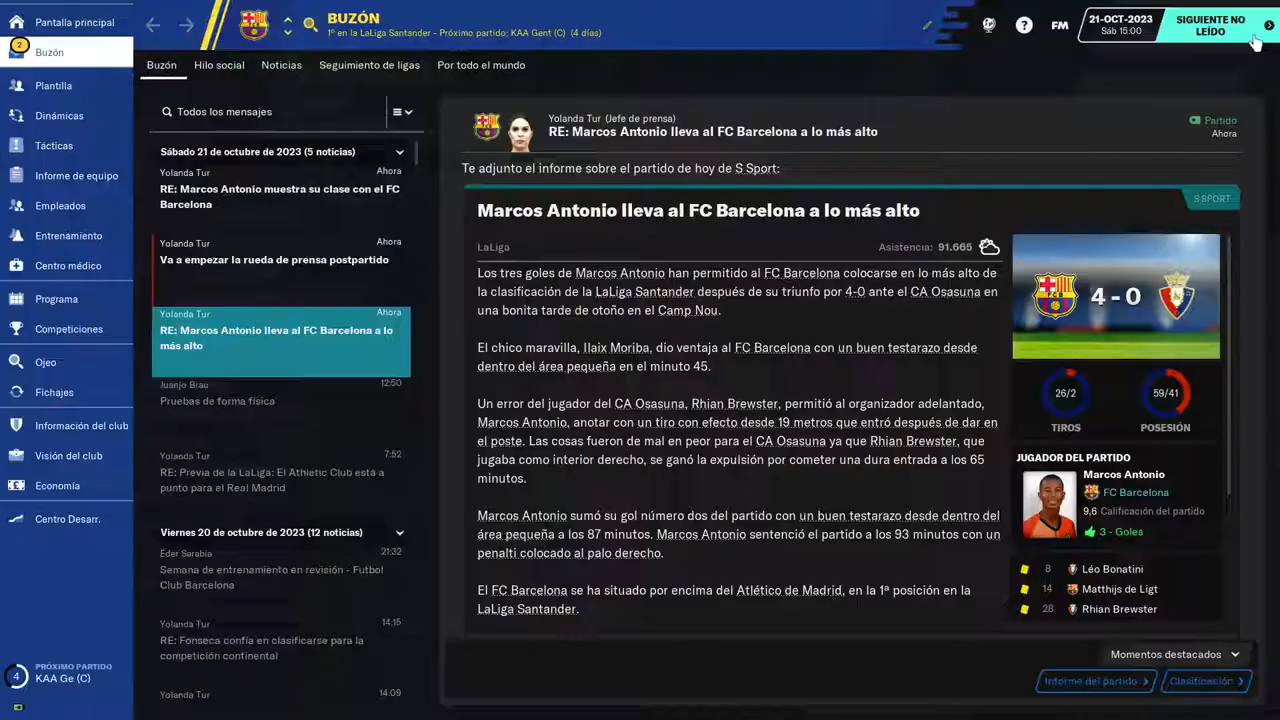 Pantalla principal
2
Buzón
Plantilla
Dinámicas
Tácticas
Informe de equipo
Empleados
Entrenamiento
Centro médico
Programa
Competiciones
Ojeo
Fichajes
Información del club
Visión del club
Economía
Centro Desarr.
4
PRÓXIMO PARTIDO
KAA Ge (C)
BUZÓN
1º en la LaLiga Santander - Próximo partido: KAA Gent (C) (4 días)
?
FM
21-OCT-2023
Sáb 15:00
SIGUIENTE NO
LEÍDO
Buzón
Hilo social
Noticias
Seguimiento de ligas
Por todo el mundo
Todos los mensajes
Sábado 21 de octubre de 2023 (5 noticias)
Yolanda Tur Ahora
RE: Marcos Antonio muestra su clase con el FC
Barcelona
Yolanda Tur Ahora
Va a empezar la rueda de prensa postpartido
Yolanda Tur Ahora
RE: Marcos Antonio lleva al FC Barcelona a lo
más alto
Juanjo Brau 12:50
Pruebas de forma física
Yolanda Tur 7:52
RE: Previa de la LaLiga: El Athletic Club está a
punto para el Real Madrid
Viernes 20 de octubre de 2023 (12 noticias)
Eder Sarabia 21:32
Semana de entrenamiento en revisión - Futbol
Club Barcelona
Yolanda Tur 14:15
RE: Fonseca confía en clasificarse para la
competición continental
Yolanda Tur 14:09
Yolanda Tur (Jefe de prensa)
RE: Marcos Antonio lleva al FC Barcelona a lo más alto
Partido
Ahora
Te adjunto el informe sobre el partido de hoy de S Sport:
S SPORT
Marcos Antonio lleva al FC Barcelona a lo más alto
LaLiga Asistencia: 91.665
Los tres goles de Marcos Antonio han permitido al FC Barcelona colocarse en lo más alto de
la clasificación de la LaLiga Santander después de su triunfo por 4-0 ante el CA Osasuna en
una bonita tarde de otoño en el Camp Nou.
El chico maravilla, Ilaix Moriba, dio ventaja al FC Barcelona con un buen testarazo desde
dentro del área pequeña en el minuto 45.
Un error del jugador del CA Osasuna, Rhian Brewster, permitió al organizador adelantado,
Marcos Antonio, anotar con un tiro con efecto desde 19 metros que entró después de dar en
el poste. Las cosas fueron de mal en peor para el CA Osasuna ya que Rhian Brewster, que
jugaba como interior derecho, se ganó la expulsión por cometer una dura entrada a los 65
minutos.
Marcos Antonio sumó su gol número dos del partido con un buen testarazo desde dentro del
área pequeña a los 87 minutos. Marcos Antonio sentenció el partido a los 93 minutos con un
penalti colocado al palo derecho.
El FC Barcelona se ha situado por encima del Atlético de Madrid, en la 1ª posición en la
LaLiga Santander.
4 - 0
26/2
TIROS
59/41
POSESIÓN
JUGADOR DEL PARTIDO
Marcos Antonio
FC Barcelona
9,6 Calificación del partido
3 - Goles
8 Léo Bonatini
14 Matthijs de Ligt
28 Rhian Brewster
Momentos destacados
Informe del partido
Clasificación